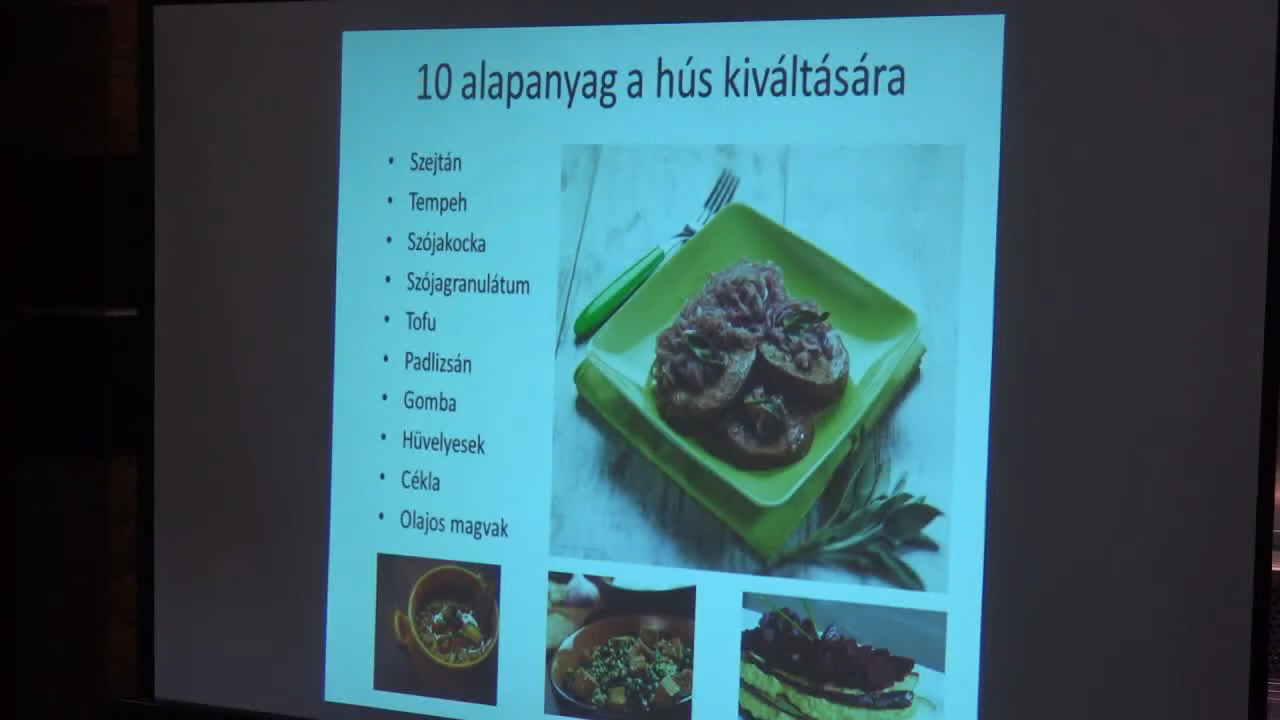 10 alapanyag a hús kiváltására
• Szejtán
• Tempeh
• Szójakocka
• Szójagranulátum
• Tofu
• Padlizsán
• Gomba
• Hüvelyesek
• Cékla
• Olajos magvak